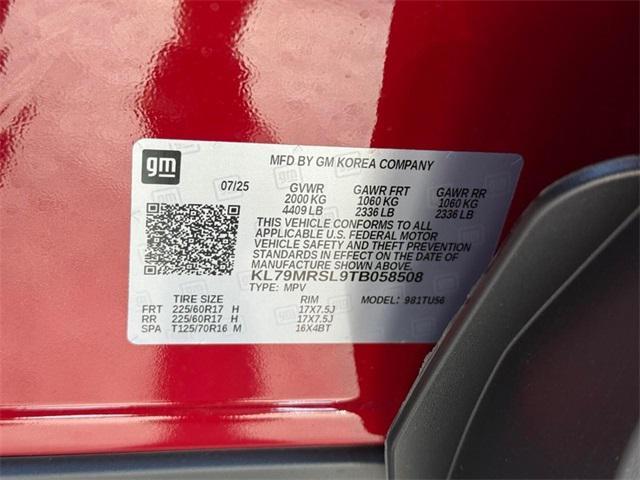 gm
MFD BY GM KOREA COMPANY
07/25 GVWR GAWR FRT GAWR RR
2000 KG 1060 KG 1060 KG
4409 LB 2336 LB 2336 LB
THIS VEHICLE CONFORMS TO ALL
APPLICABLE U.S. FEDERAL MOTOR
VEHICLE SAFETY AND THEFT PREVENTION
STANDARDS IN EFFECT ON THE DATE OF
MANUFACTURE SHOWN ABOVE.
KL79MRSL9TB058508
TYPE: MPV MODEL: 981TU56
TIRE SIZE RIM
FRT 225/60R17 H 17X7.5J
RR 225/60R17 H 17X7.5J
SPA T125/70R16 M 16X4BT